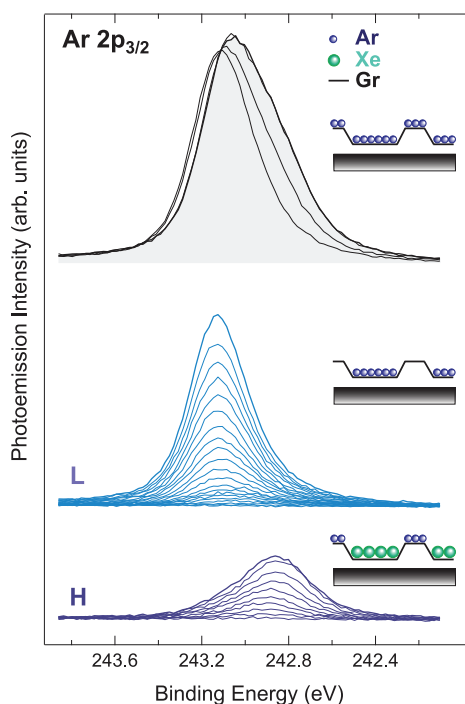 Ar 2p3/2
Ar
Xe
Gr
Photoemission Intensity (arb. units)
L
H
243.6 243.2 242.8 242.4
Binding Energy (eV)